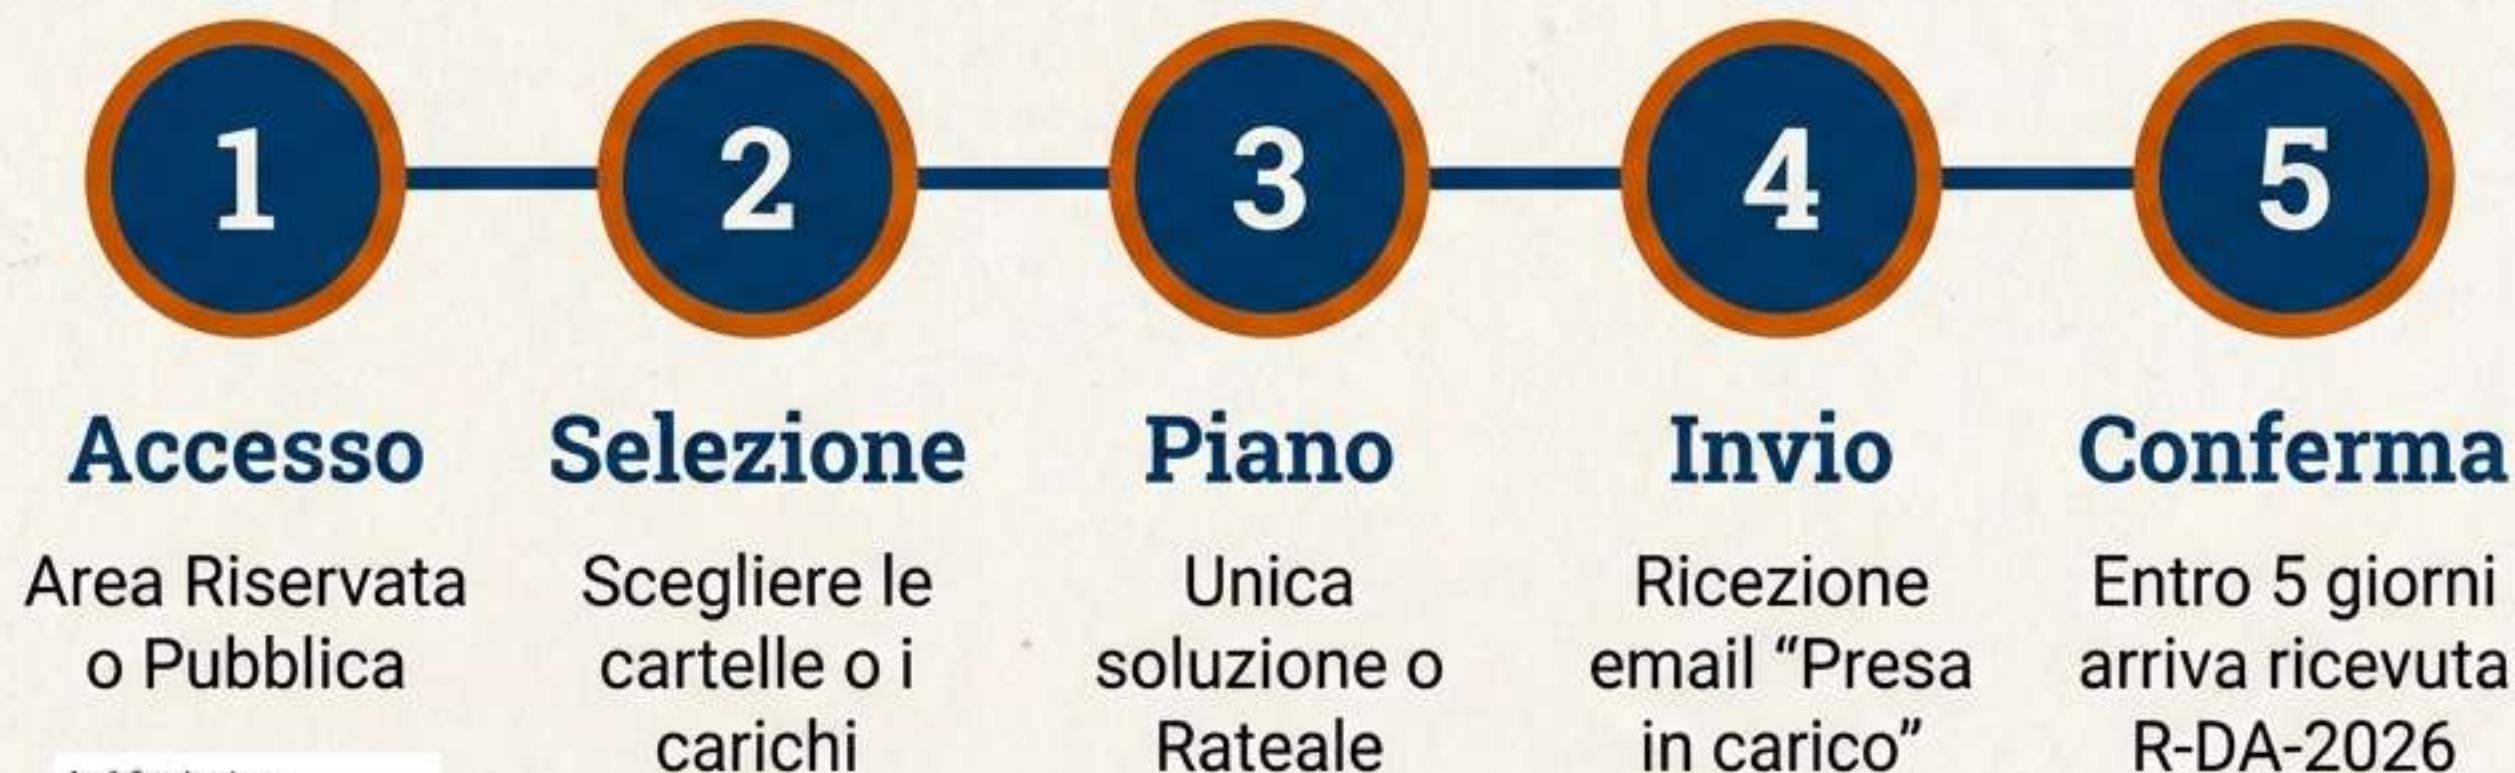 1
2
3
4
5
Accesso
Area Riservata
o Pubblica
Selezione
Scegliere le
cartelle o i
carichi
Piano
Unica
soluzione o
Rateale
Invio
Ricezione
email “Presa
in carico”
Conferma
Entro 5 giorni
arriva ricevuta
R-DA-2026